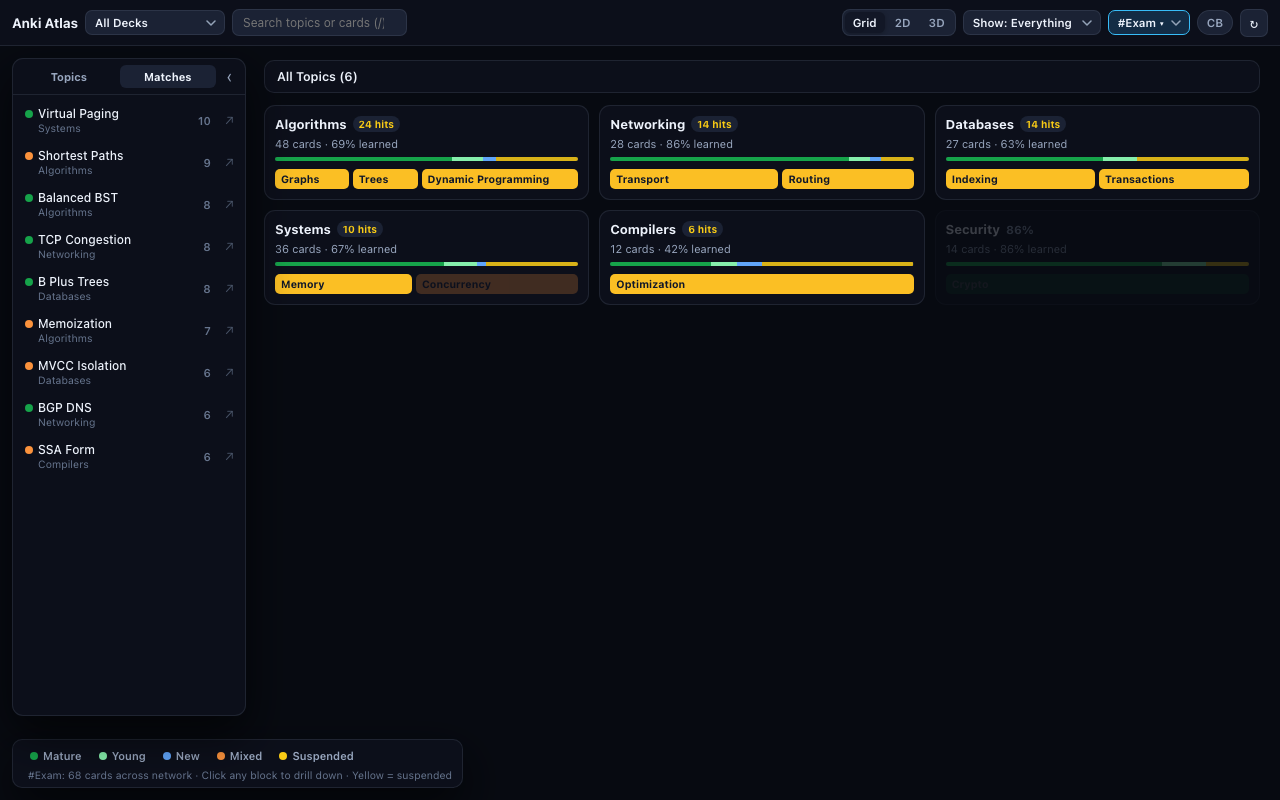 Anki Atlas
All Decks
Search topics or cards (/)
Grid 2D 3D
Show: Everything
#Exam •
CB
↻
Topics Matches ‹
Virtual Paging 10 ↗
Systems
Shortest Paths 9 ↗
Algorithms
Balanced BST 8 ↗
Algorithms
TCP Congestion 8 ↗
Networking
B Plus Trees 8 ↗
Databases
Memoization 7 ↗
Algorithms
MVCC Isolation 6 ↗
Databases
BGP DNS 6 ↗
Networking
SSA Form 6 ↗
Compilers
All Topics (6)
Algorithms 24 hits
48 cards · 69% learned
Graphs Trees Dynamic Programming
Networking 14 hits
28 cards · 86% learned
Transport Routing
Databases 14 hits
27 cards · 63% learned
Indexing Transactions
Systems 10 hits
36 cards · 67% learned
Memory Concurrency
Compilers 6 hits
12 cards · 42% learned
Optimization
Security 86%
14 cards · 86% learned
Crypto
Mature Young New Mixed Suspended
#Exam: 68 cards across network · Click any block to drill down · Yellow = suspended